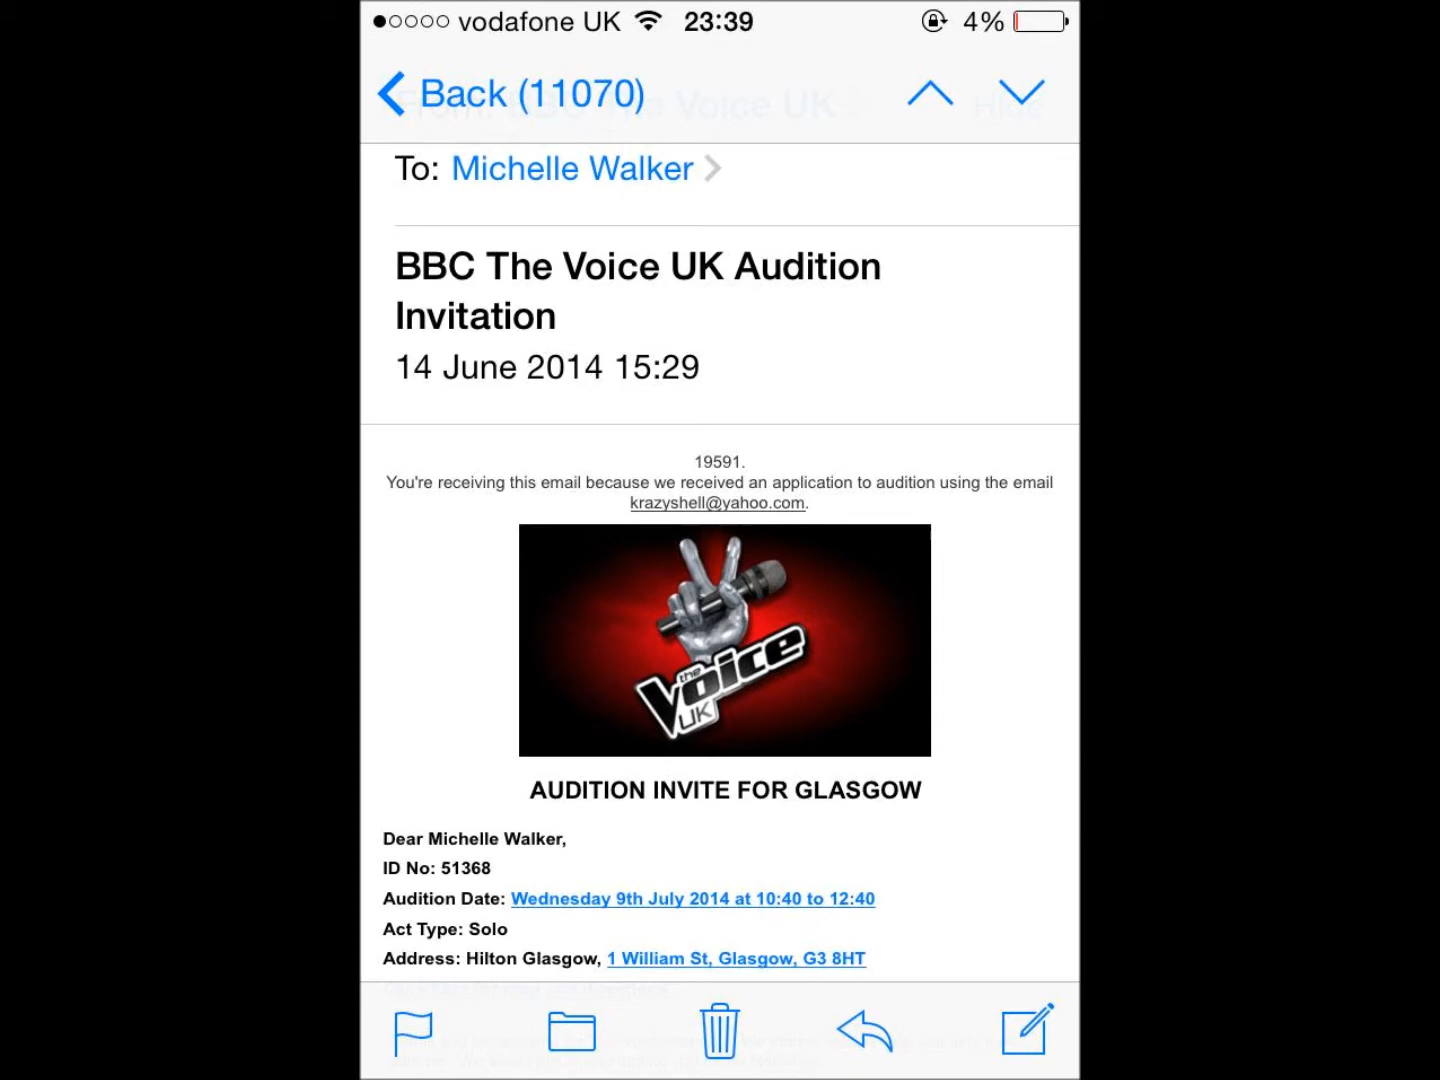 vodafone UK 23:39 4%
Back (11070)
To: Michelle Walker
BBC The Voice UK Audition
Invitation
14 June 2014 15:29
19591.
You're receiving this email because we received an application to audition using the email
krazyshell@yahoo.com.
the
Voice
UK
AUDITION INVITE FOR GLASGOW
Dear Michelle Walker,
ID No: 51368
Audition Date: Wednesday 9th July 2014 at 10:40 to 12:40
Act Type: Solo
Address: Hilton Glasgow, 1 William St, Glasgow, G3 8HT